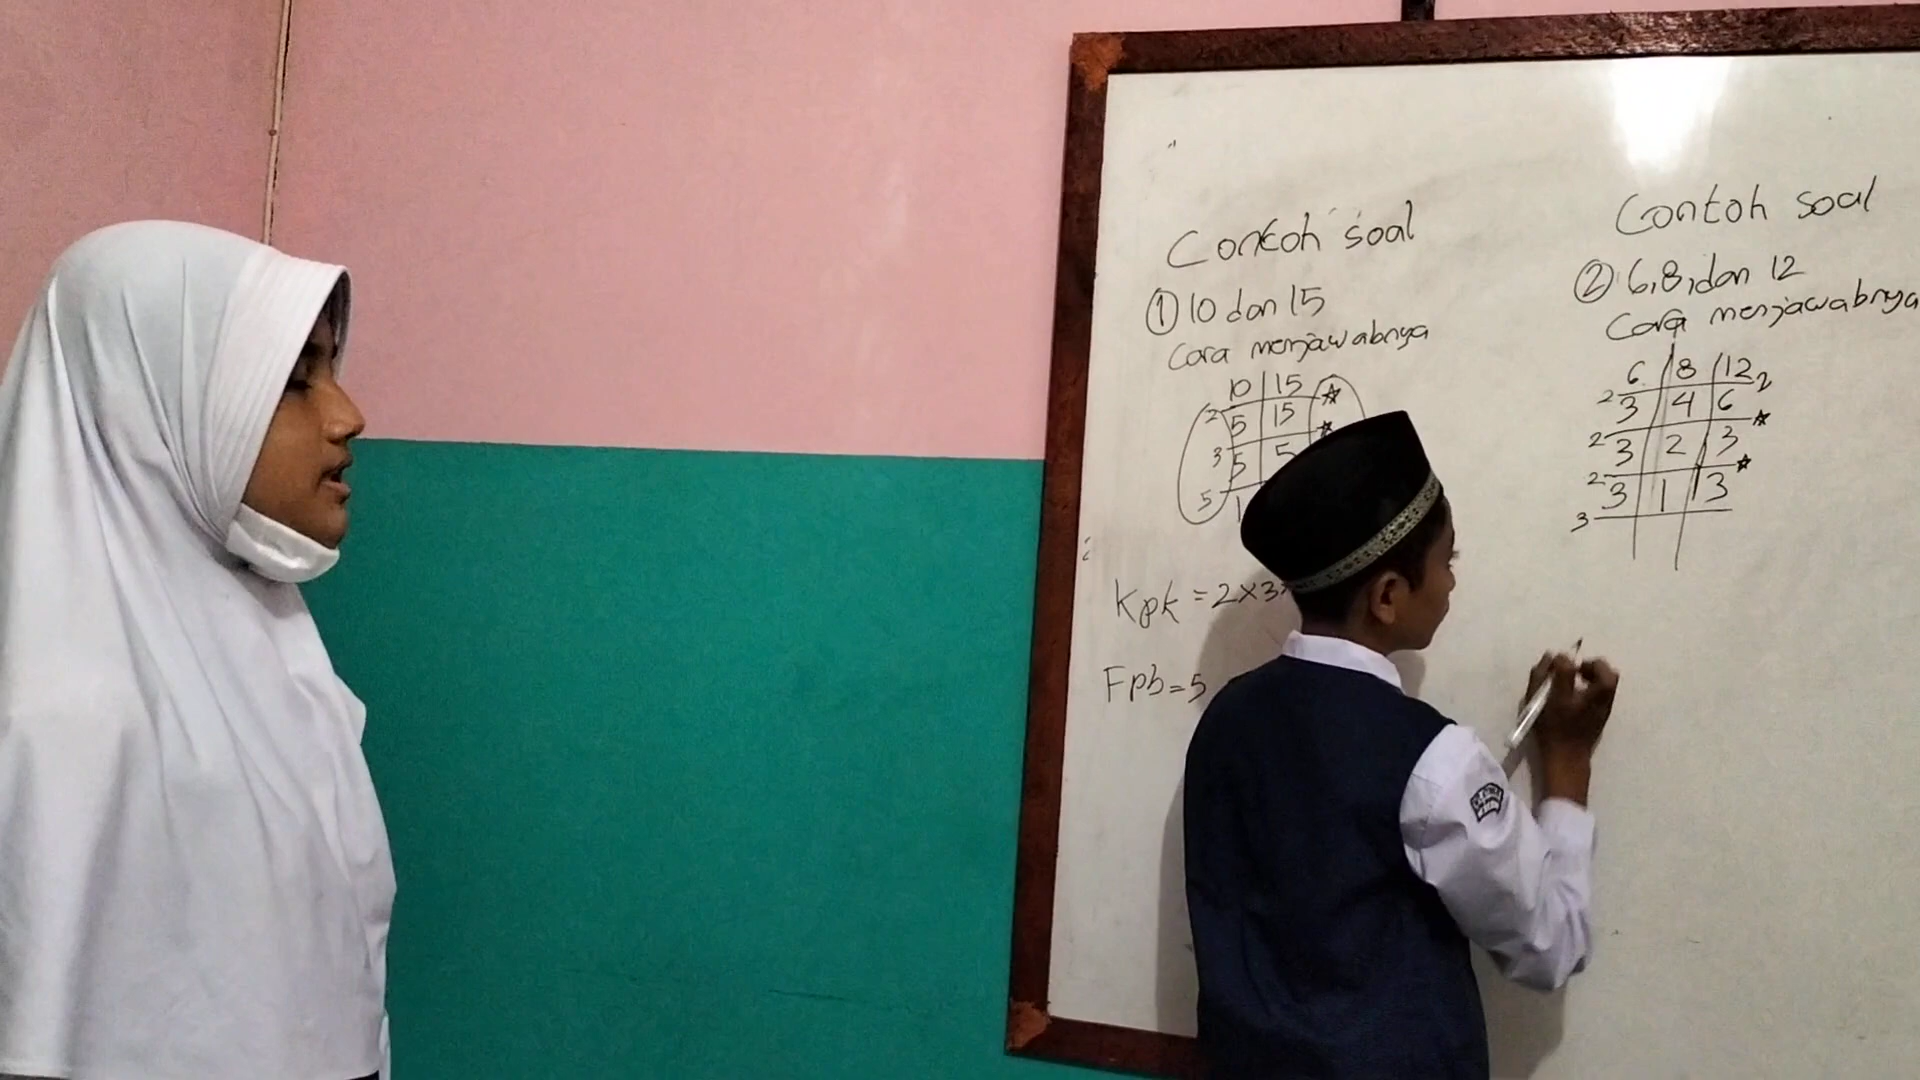 Contoh soal
① 10 dan 15
Cara menjawabnya
10 | 15 ☆
2 5 | 15 ☆
3 5 | 5
5 1
Kpk = 2x3x
Fpb = 5
Contoh soal
② 6,8, dan 12
Cara menjawabnya
6 | 8 | 12
2 3 | 4 | 6 2
2 3 | 2 | 3 ☆
2 3 | 1 | 3 ☆
3